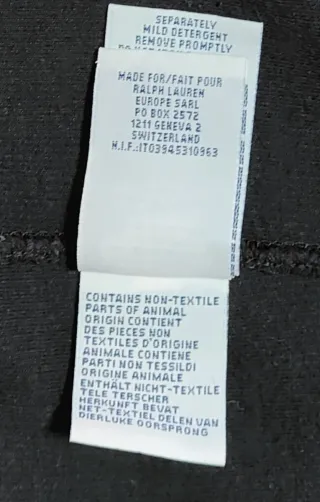 SEPARATELY
MILD DETERGENT
REMOVE PROMPTLY
MADE FOR/FAIT POUR
RALPH LAUREN
EUROPE SARL
PO BOX 2572
1211 GENEVA 2
SWITZERLAND
N.I.F.:IT03945310963
CONTAINS NON-TEXTILE
PARTS OF ANIMAL
ORIGIN CONTIENT
DES PIECES NON
TEXTILES D'ORIGINE
ANIMALE CONTIENE
PARTI NON TESSILDI
ORIGINE ANIMALE
ENTHÄLT NICHT-TEXTILE
TELE TERSCHER
HERKUNFT BEVAT
NET-TEXTIEL DELEN VAN
DIERLIJKE OORSPRONG